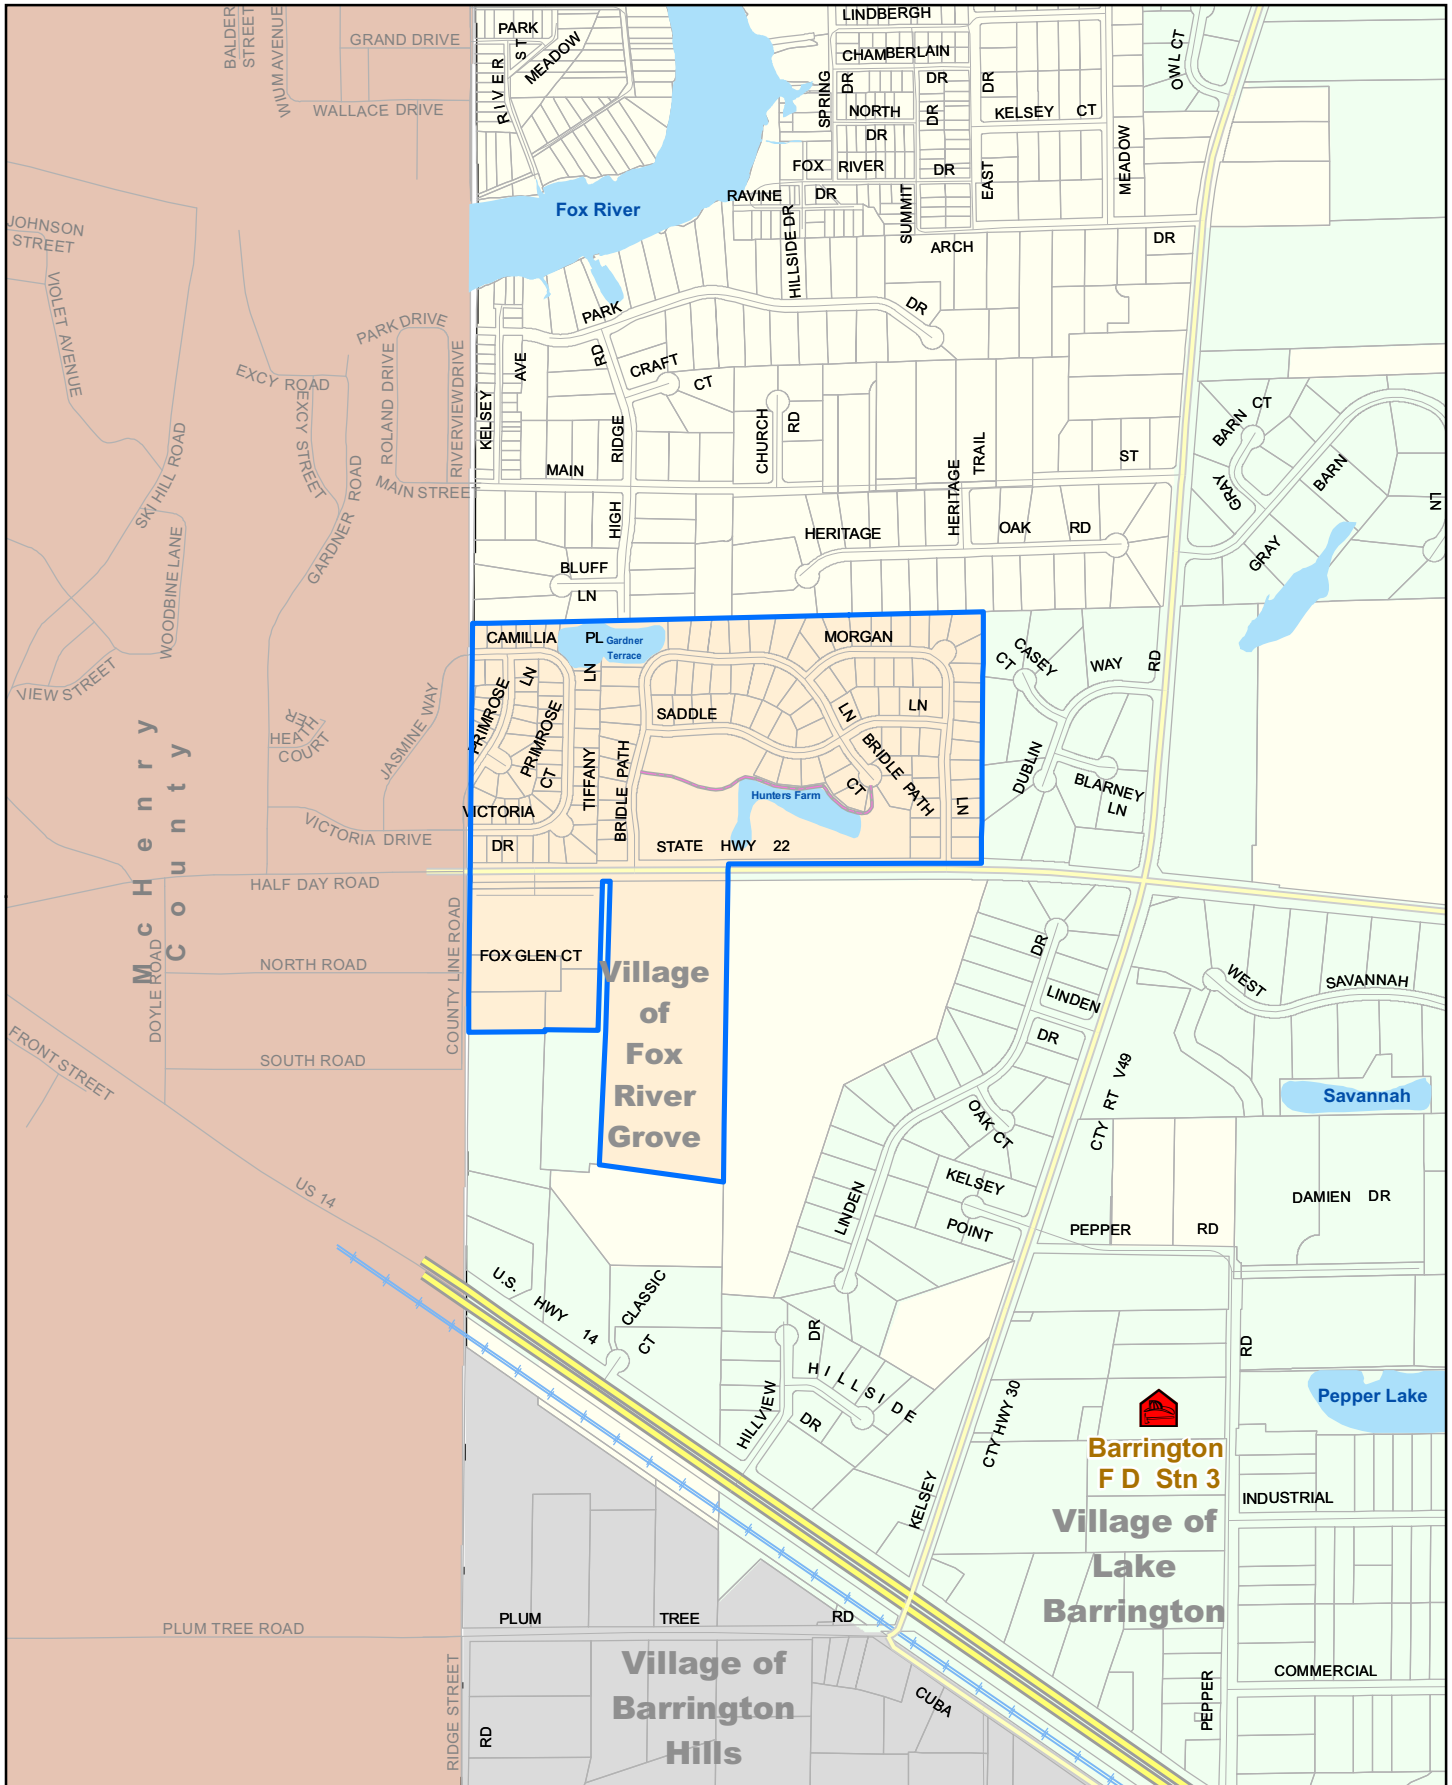 BALDER
STREET
WIUM AVENUE
GRAND DRIVE
WALLACE DRIVE
PARK
ST
RIVER
MEADOW
LINDBERGH
CHAMBERLAIN
DR
DR
DR
SPRING
NORTH
DR
DR
KELSEY CT
OWL CT
FOX RIVER
DR
RAVINE
DR
EAST
MEADOW
SUMMIT
HILLSIDE DR
ARCH
DR
Fox River
JOHNSON
STREET
VIOLET AVENUE
PARK DRIVE
PARK
DR
EXCY ROAD
EXCY STREET
ROLAND DRIVE
RIVERVIEW DRIVE
KELSEY
AVE
RD
CRAFT
CT
RIDGE
CHURCH
RD
HERITAGE
TRAIL
ST
BARN
CT
GRAY
BARN
LN
GRAY
SKI HILL ROAD
GARDNER ROAD
MAIN STREET
MAIN
HIGH
HERITAGE
OAK
RD
WOODBINE LANE
BLUFF
LN
VIEW STREET
CAMILLIA
PL
Gardner
Terrace
MORGAN
CASEY
CT
WAY
RD
PRIMROSE
LN
PRIMROSE
CT
LN
TIFFANY
SADDLE
LN
LN
BRIDLE PATH
BRIDLE PATH
CT
LN
DUBLIN
BLARNEY
LN
HEATHER
COURT
JASMINE WAY
Hunters Farm
VICTORIA DRIVE
VICTORIA
DR
STATE HWY 22
McHenry
County
HALF DAY ROAD
NORTH ROAD
DOYLE ROAD
COUNTY LINE ROAD
SOUTH ROAD
FRONT STREET
FOX GLEN CT
Village
of
Fox
River
Grove
DR
LINDEN
DR
WEST
SAVANNAH
CTY RT V49
Savannah
OAK CT
KELSEY
POINT
LINDEN
DAMIEN DR
PEPPER
RD
US 14
U.S.
HWY
14
CLASSIC
CT
DR
HILLSIDE
DR
HILLVIEW
CTY HWY 30
RD
Pepper Lake
Barrington
F D Stn 3
KELSEY
INDUSTRIAL
Village of
Lake
Barrington
PLUM TREE ROAD
PLUM
TREE
RD
Village of
Barrington
Hills
RIDGE STREET
RD
CUBA
PEPPER
COMMERCIAL